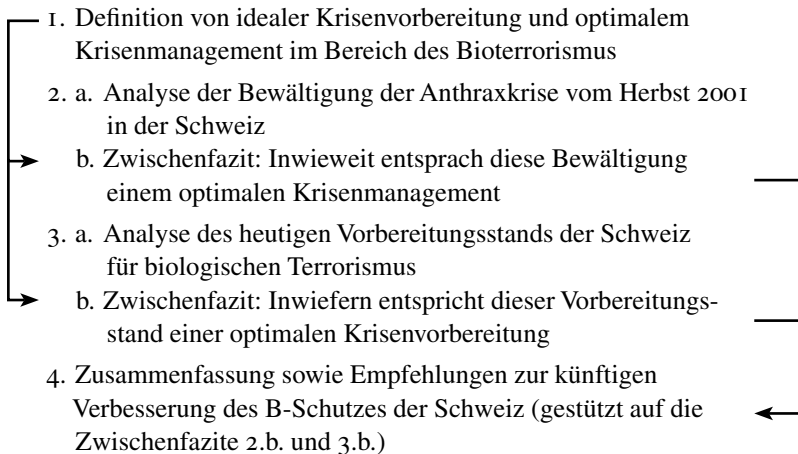 1. Definition von idealer Krisenvorbereitung und optimalem
Krisenmanagement im Bereich des Bioterrorismus
2. a. Analyse der Bewältigung der Anthraxkrise vom Herbst 2001
in der Schweiz
b. Zwischenfazit: Inwieweit entsprach diese Bewältigung
einem optimalen Krisenmanagement
3. a. Analyse des heutigen Vorbereitungsstands der Schweiz
für biologischen Terrorismus
b. Zwischenfazit: Inwiefern entspricht dieser Vorbereitungs-
stand einer optimalen Krisenvorbereitung
4. Zusammenfassung sowie Empfehlungen zur künftigen
Verbesserung des B-Schutzes der Schweiz (gestützt auf die
Zwischenfazite 2.b. und 3.b.)